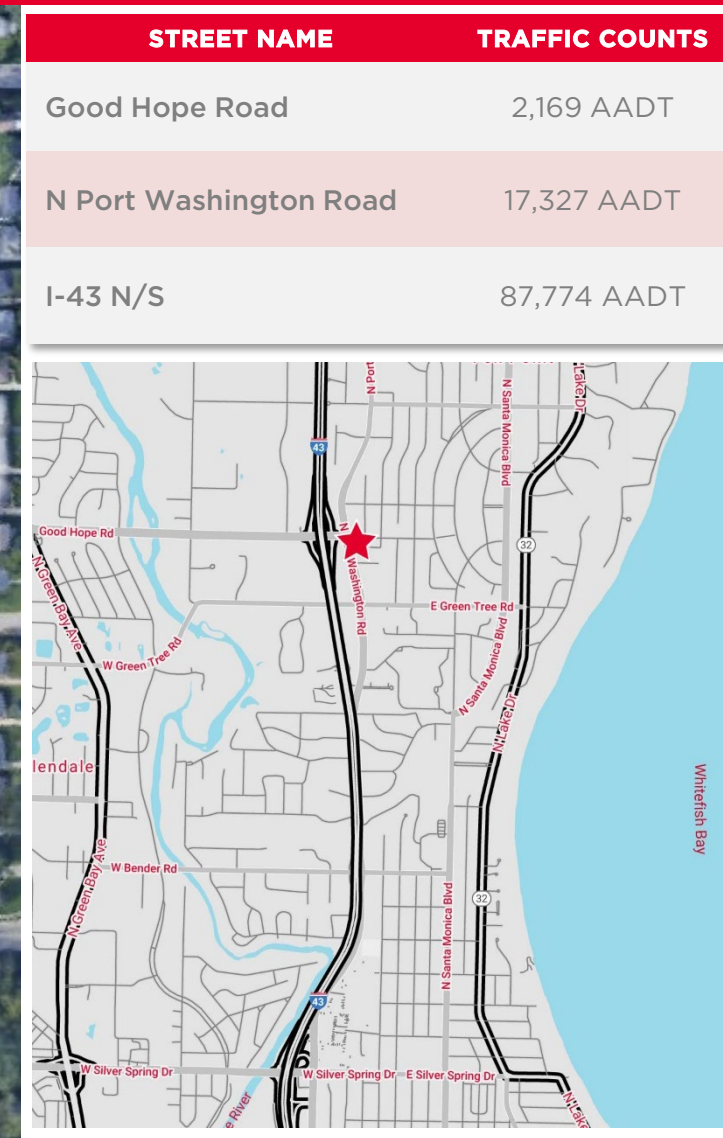 STREET NAME TRAFFIC COUNTS
Good Hope Road 2,169 AADT
N Port Washington Road 17,327 AADT
I-43 N/S 87,774 AADT
N Port
N Santa Monica Blvd
N Lake Dr
43
Good Hope Rd
N
Washington Rd
32
N Green Bay Ave
E Green Tree Rd
W Green Tree Rd
N Santa Monica Blvd
N Lake Dr
lendale
Whitefish Bay
W Bender Rd
N Green Bay Ave
N Santa Monica Blvd
32
43
W Silver Spring Dr
W Silver Spring Dr
E Silver Spring Dr
e River
N Lake